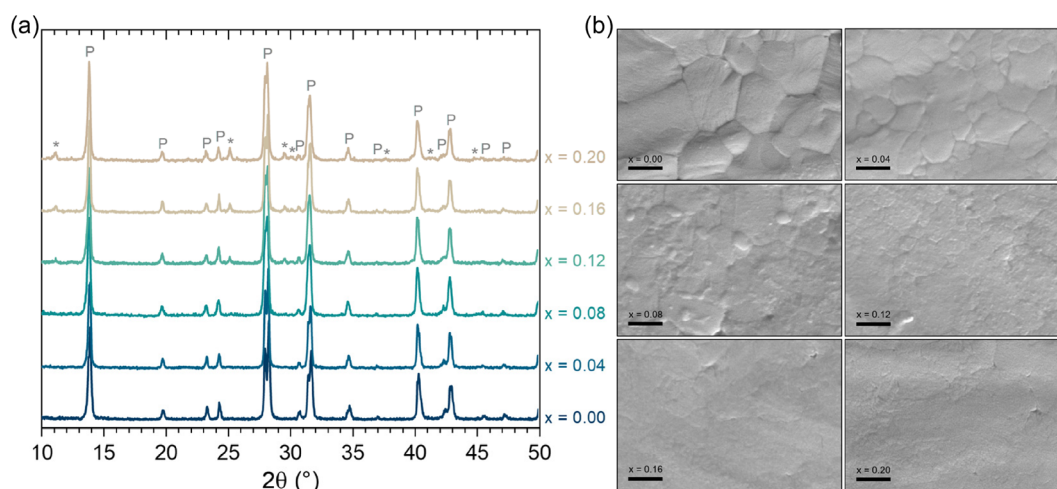 (a)
P
P
P
P
P
*
P
P
P
*
*
*
P
P
*
*
P
*
P
P
x = 0.20
x = 0.16
x = 0.12
x = 0.08
x = 0.04
x = 0.00
10
15
20
25
30
35
40
45
50
2θ (°)
(b)
x = 0.00
x = 0.04
x = 0.08
x = 0.12
x = 0.16
x = 0.20